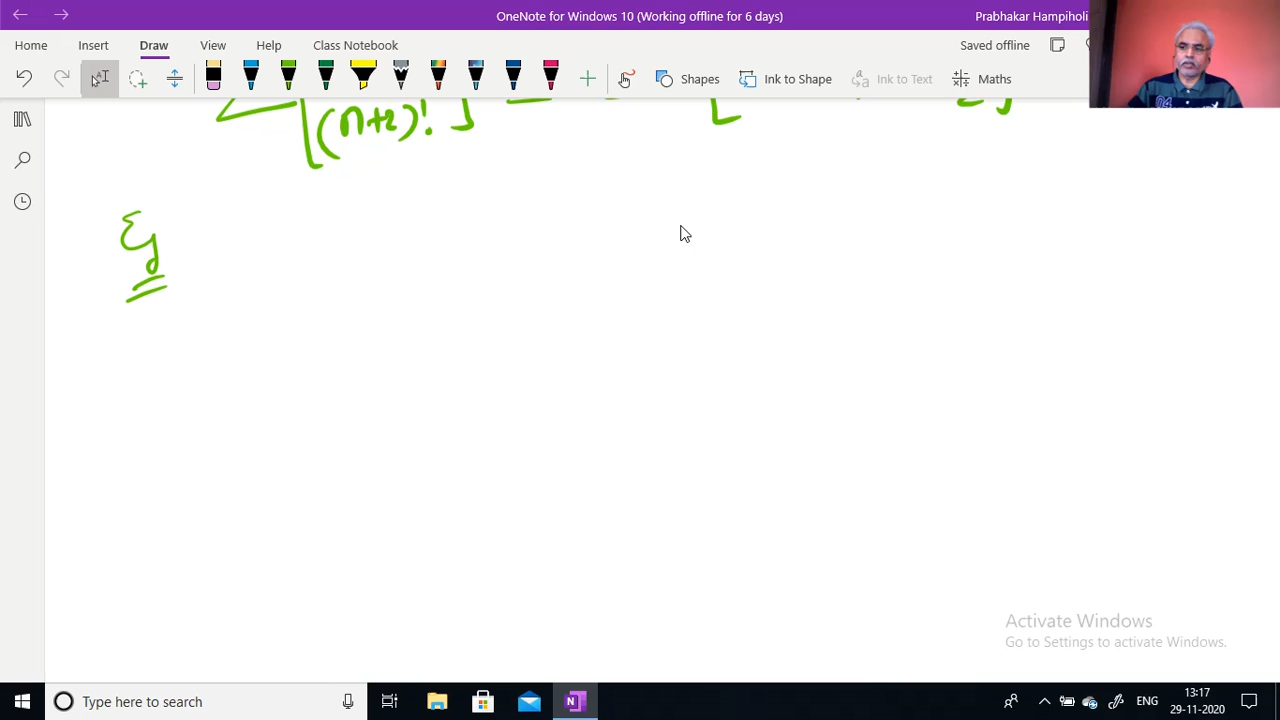 OneNote for Windows 10 (Working offline for 6 days)
Prabhakar Hampiholi
Home Insert Draw View Help Class Notebook
Saved offline
Shapes Ink to Shape Ink to Text Maths
(n+2)!
Eg
Activate Windows
Go to Settings to activate Windows.
Type here to search
ENG
13:17
29-11-2020